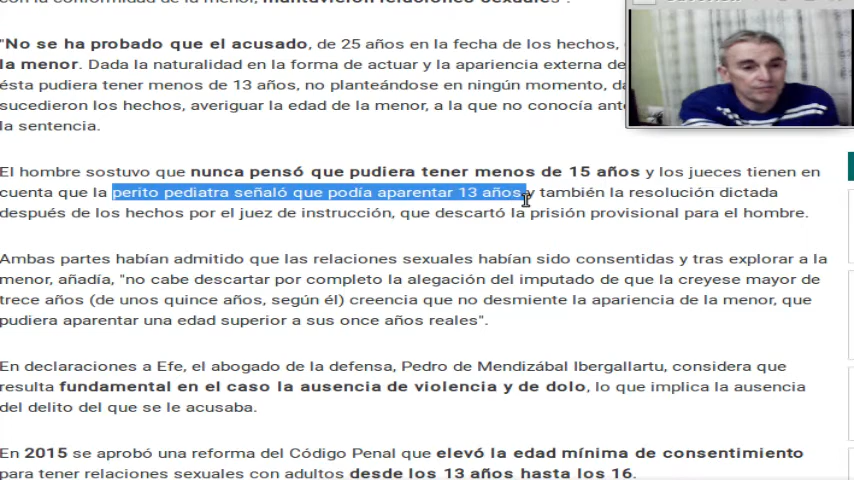 con la conformidad de la menor, mantuvieron relaciones sexuales".
"No se ha probado que el acusado, de 25 años en la fecha de los hechos,
la menor. Dada la naturalidad en la forma de actuar y la apariencia externa de
ésta pudiera tener menos de 13 años, no planteándose en ningún momento,
sucedieron los hechos, averiguar la edad de la menor, a la que no conocía
la sentencia.
El hombre sostuvo que nunca pensó que pudiera tener menos de 15 años y los jueces tienen en
cuenta que la perito pediatra señaló que podía aparentar 13 años y también la resolución dictada
después de los hechos por el juez de instrucción, que descartó la prisión provisional para el hombre.
Ambas partes habían admitido que las relaciones sexuales habían sido consentidas y tras explorar a la
menor, añadía, "no cabe descartar por completo la alegación del imputado de que la creyese mayor de
trece años (de unos quince años, según él) creencia que no desmiente la apariencia de la menor, que
pudiera aparentar una edad superior a sus once años reales".
En declaraciones a Efe, el abogado de la defensa, Pedro de Mendizábal Ibergallartu, considera que
resulta fundamental en el caso la ausencia de violencia y de dolo, lo que implica la ausencia
del delito del que se le acusaba.
En 2015 se aprobó una reforma del Código Penal que elevó la edad mínima de consentimiento
para tener relaciones sexuales con adultos desde los 13 años hasta los 16.